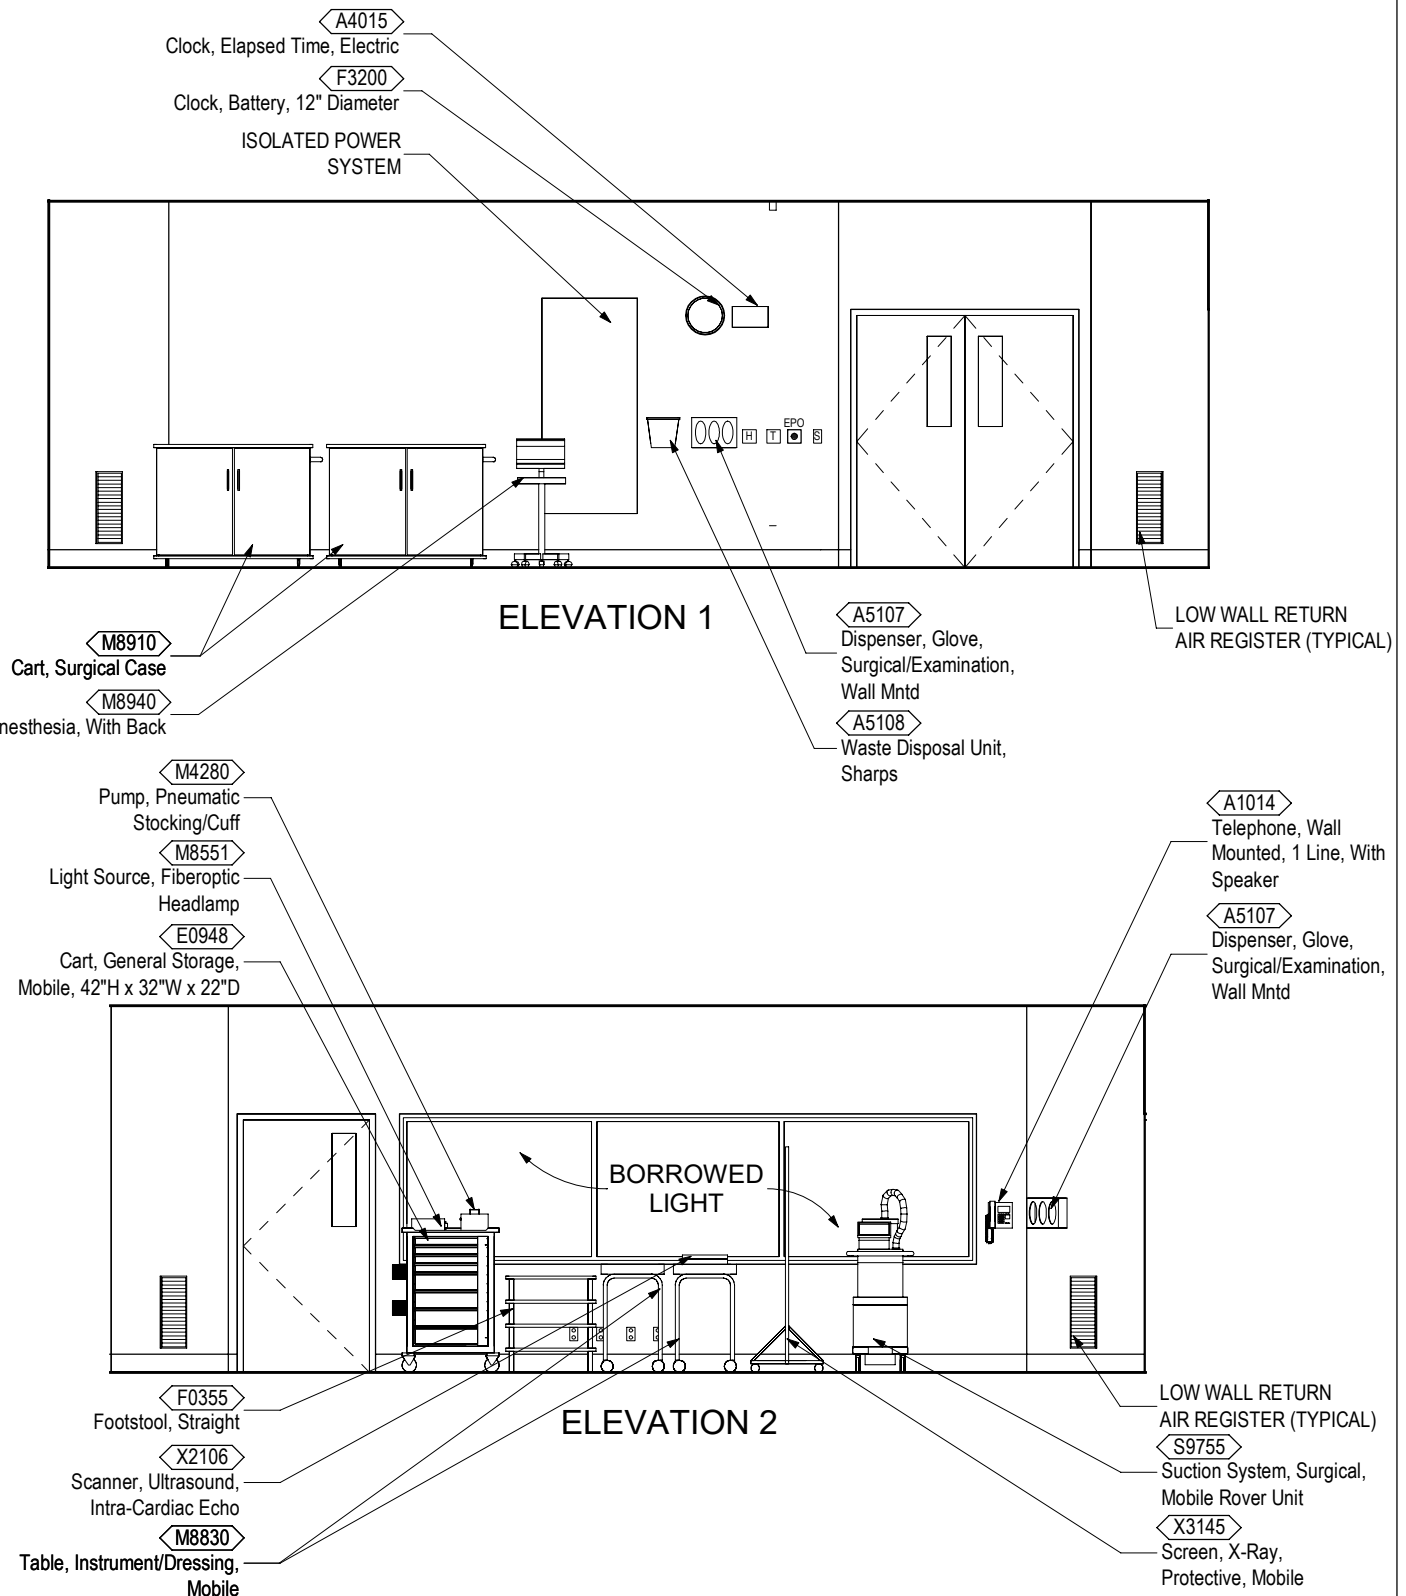 A4015
Clock, Elapsed Time, Electric
F3200
Clock, Battery, 12" Diameter
ISOLATED POWER
SYSTEM
EPO
H
T
S
ELEVATION 1
M8910
Cart, Surgical Case
M8940
nesthesia, With Back
A5107
Dispenser, Glove,
Surgical/Examination,
Wall Mntd
A5108
Waste Disposal Unit,
Sharps
LOW WALL RETURN
AIR REGISTER (TYPICAL)
M4280
Pump, Pneumatic
Stocking/Cuff
M8551
Light Source, Fiberoptic
Headlamp
E0948
Cart, General Storage,
Mobile, 42"H x 32"W x 22"D
A1014
Telephone, Wall
Mounted, 1 Line, With
Speaker
A5107
Dispenser, Glove,
Surgical/Examination,
Wall Mntd
BORROWED
LIGHT
ELEVATION 2
F0355
Footstool, Straight
X2106
Scanner, Ultrasound,
Intra-Cardiac Echo
M8830
Table, Instrument/Dressing,
Mobile
LOW WALL RETURN
AIR REGISTER (TYPICAL)
S9755
Suction System, Surgical,
Mobile Rover Unit
X3145
Screen, X-Ray,
Protective, Mobile